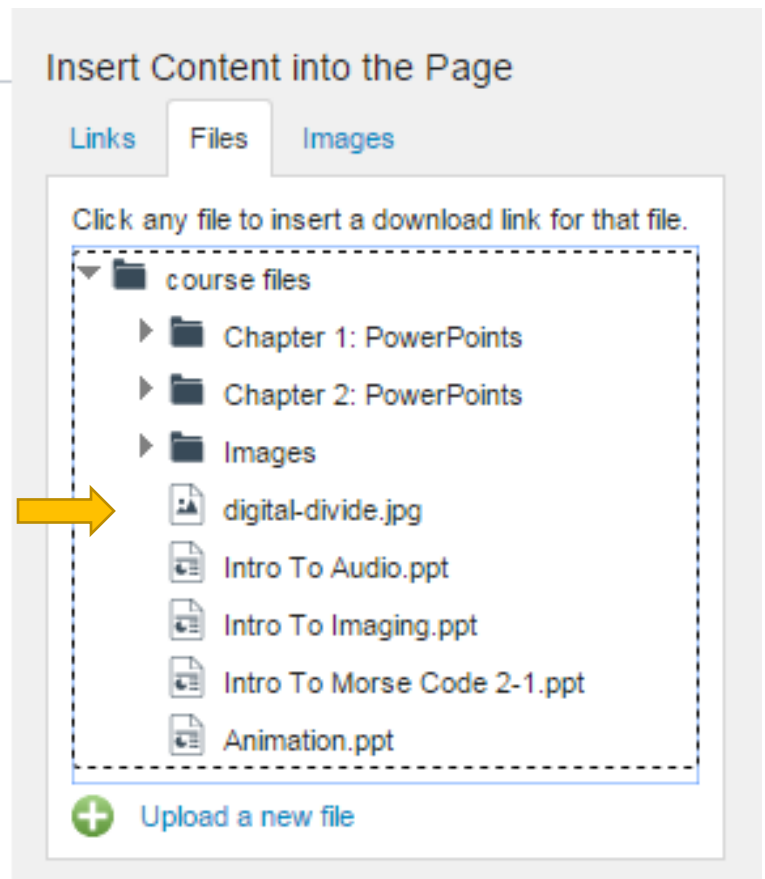 Insert Content into the Page
Links Files Images
Click any file to insert a download link for that file.
course files
Chapter 1: PowerPoints
Chapter 2: PowerPoints
Images
digital-divide.jpg
Intro To Audio.ppt
Intro To Imaging.ppt
Intro To Morse Code 2-1.ppt
Animation.ppt
Upload a new file